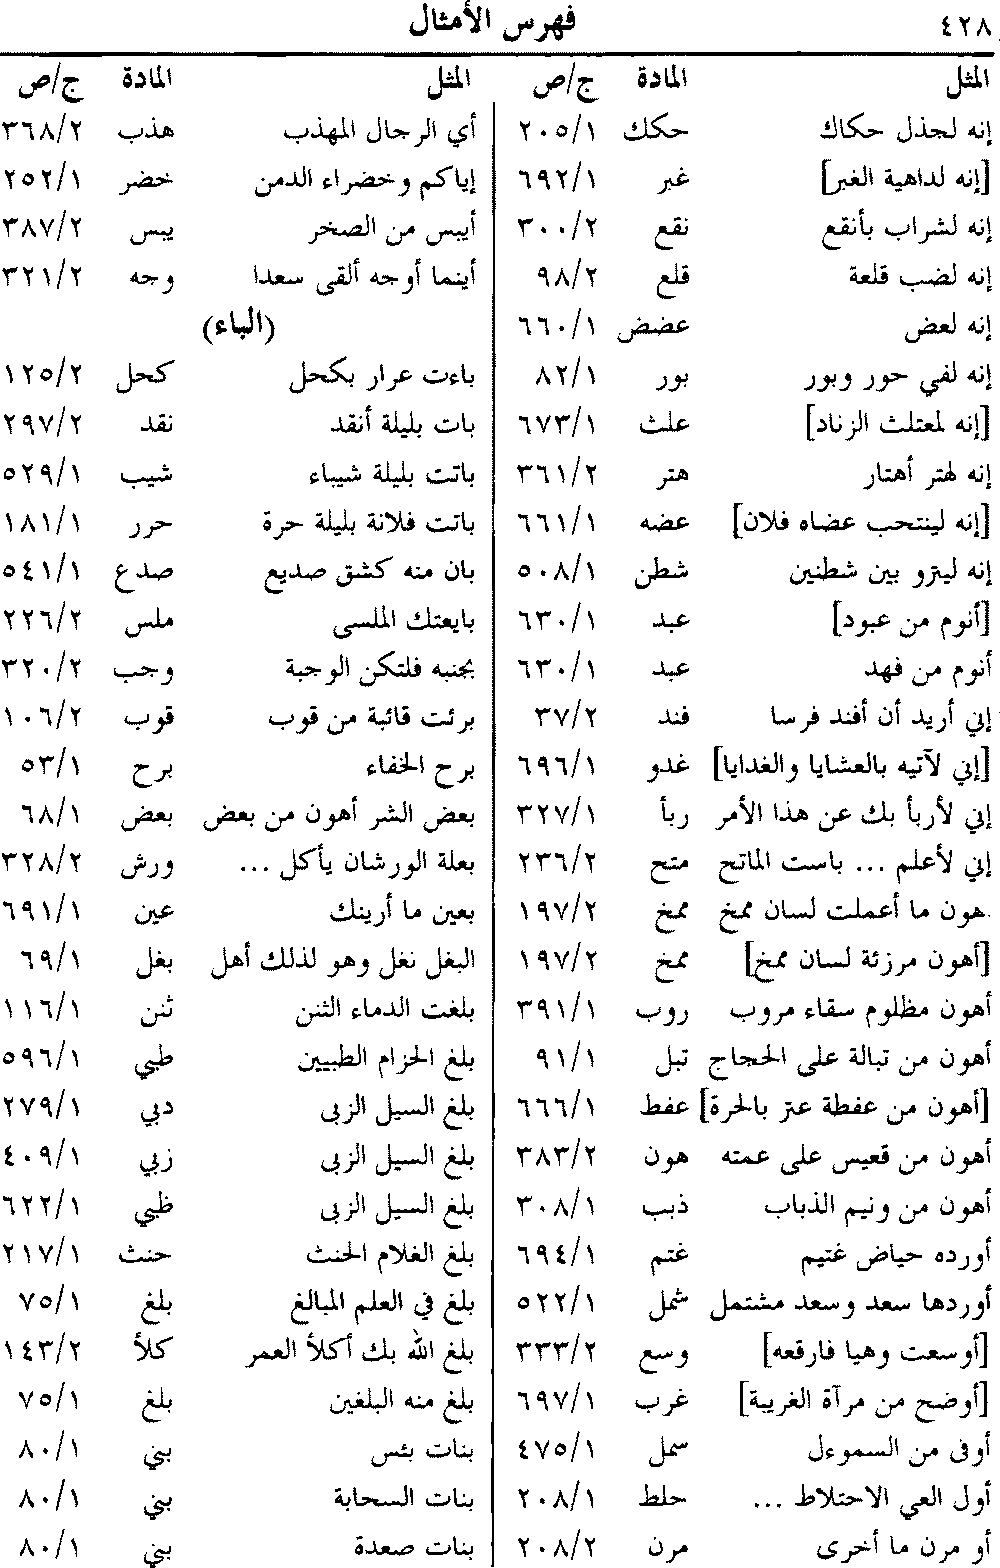 ٤٢٨
فهرس الأمثال
المثل المادة ج/ص
إنه لجذل حكاك حكك ٢٠٥/١
[إنه لداهية الغبر] غبر ٦٩٢/١
إنه لشراب بأنقع نقع ٣٠٠/٢
إنه لضب قلعة قلع ٩٨/٢
إنه لعض عضض ٦٦٠/١
إنه لفي حور وبور بور ٨٢/١
[إنه لمعتلث الزناد] علث ٦٧٣/١
إنه لهتر أهتار هتر ٣٦١/٢
[إنه لينتحب عضاه فلان] عضه ٦٦١/١
إنه لينزو بين شطنين شطن ٥٠٨/١
[أنوم من عبود] عبد ٦٣٠/١
أنوم من فهد عبد ٦٣٠/١
إني أريد أن أفند فرسا فند ٣٧/٢
[إني لآتيه بالعشايا والغدايا] غدو ٦٩٦/١
إني لأربأ بك عن هذا الأمر ربأ ٣٢٧/١
إني لأعلم ... باست الماتح متح ٢٣٦/٢
هون ما أعملت لسان ممخ ممخ ١٩٧/٢
[أهون مرزئة لسان ممخ] ممخ ١٩٧/٢
أهون مظلوم سقاء مروب روب ٣٩١/١
أهون من تبالة على الحجاج تبل ٩١/١
[أهون من عفطة عنز بالحرة] عفط ٦٦٦/١
أهون من قعيس على عمته هون ٣٨٣/٢
أهون من ونيم الذباب ذبب ٣٠٨/١
أورده حياض غتيم غتم ٦٩٤/١
أوردها سعد وسعد مشتمل شمل ٥٢٢/١
[أوسعت وهيا فارقعه] وسع ٣٣٣/٢
[أوضح من مرآة الغريبة] غرب ٦٩٧/١
أوفى من السموءل سمل ٤٧٥/١
أول العي الاحتلاط ... حلط ٢٠٨/١
أو مرن ما أخرى مرن ٢٠٨/٢
المثل المادة ج/ص
أي الرجال المهذب هذب ٣٦٨/٢
إياكم وخضراء الدمن خضر ٢٥٢/١
أيبس من الصخر يبس ٣٨٧/٢
أينما أوجه ألقى سعدا وجه ٣٢١/٢
(الباء)
باءت عرار بكحل كحل ١٢٥/٢
بات بليلة أنقد نقد ٢٩٧/٢
باتت بليلة شيباء شيب ٥٢٩/١
باتت فلانة بليلة حرة حرر ١٨١/١
بان منه كشق صديع صدع ٥٤١/١
بايعتك الملسى ملس ٢٢٦/٢
بجنبه فلتكن الوجبة وجب ٣٢٠/٢
برئت قائبة من قوب قوب ١٠٦/٢
برح الخفاء برح ٥٣/١
بعض الشر أهون من بعض بعض ٦٨/١
بعلة الورشان يأكل ... ورش ٣٢٨/٢
بعين ما أرينك عين ٦٩١/١
البغل نغل وهو لذلك أهل بغل ٦٩/١
بلغت الدماء الثنن ثنن ١١٦/١
بلغ الحزام الطبيين طبي ٥٩٦/١
بلغ السيل الزبى دبي ٢٧٩/١
بلغ السيل الزبى زبي ٤٠٩/١
بلغ السيل الزبى ظبي ٦٢٢/١
بلغ الغلام الحنث حنث ٢١٧/١
بلغ في العلم المبالغ بلغ ٧٥/١
بلغ الله بك أكلأ العمر كلأ ١٤٣/٢
بلغ منه البلغين بلغ ٧٥/١
بنات بئس بني ٨٠/١
بنات السحابة بني ٨٠/١
بنات صعدة بني ٨٠/١